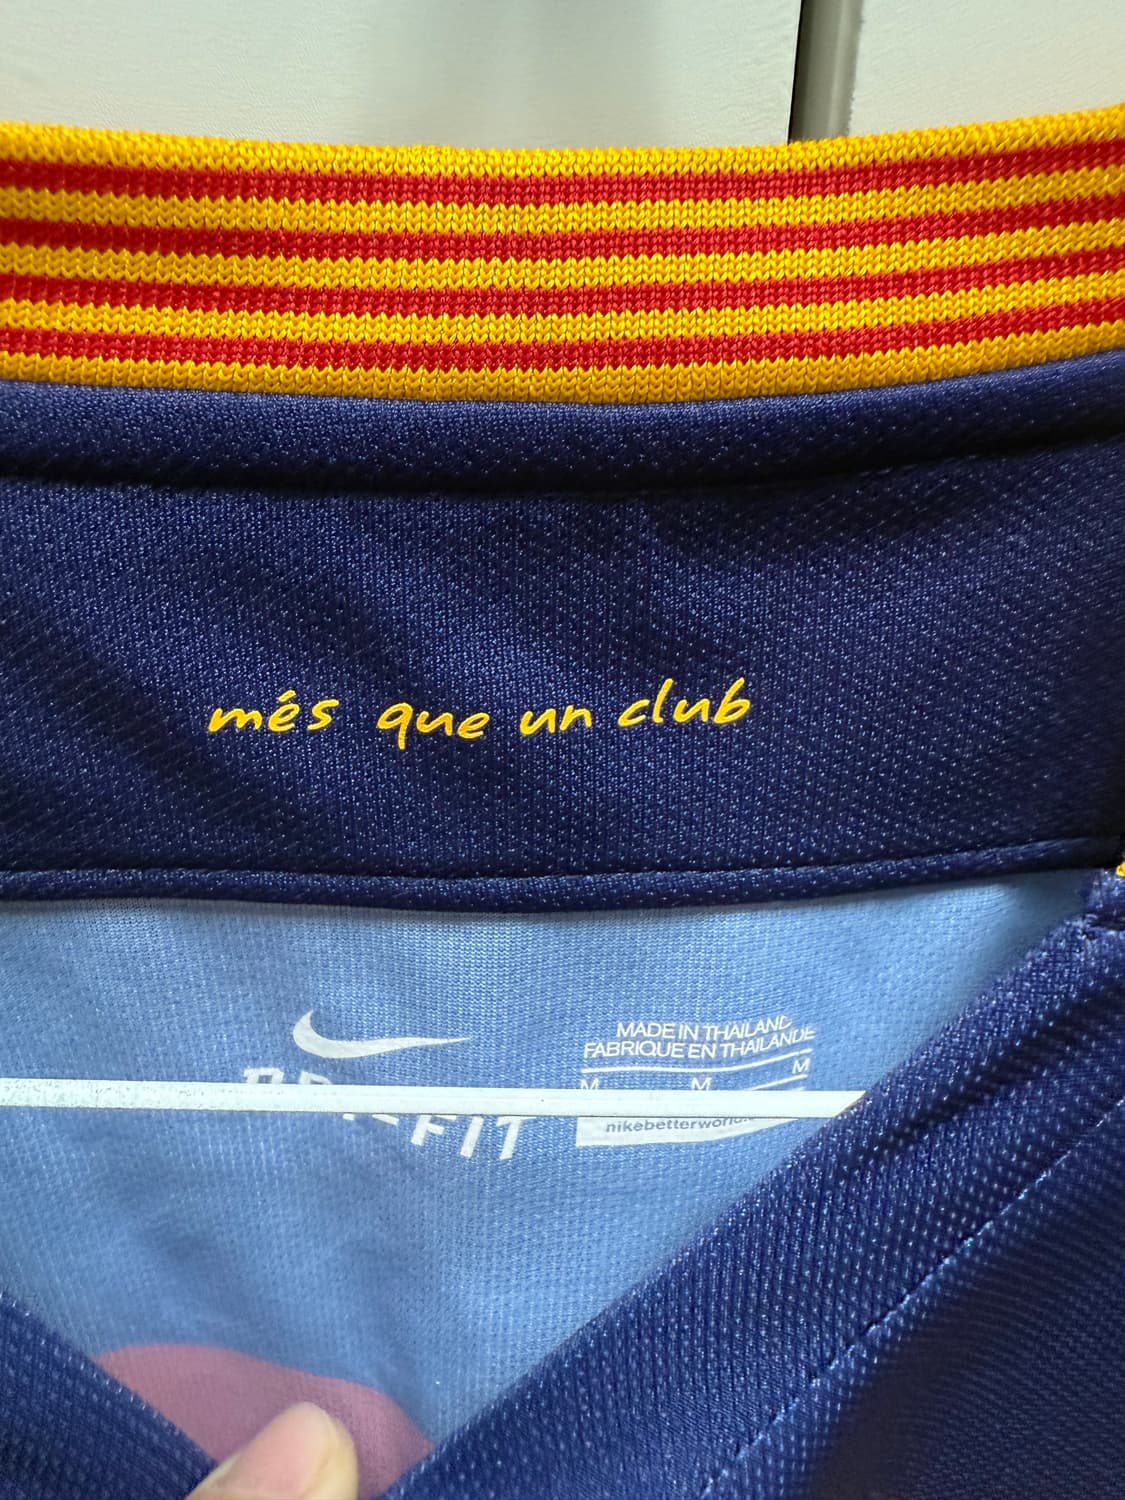 més que un club
MADE IN THAILAND
FABRIQUE EN THAILANDE
M M M